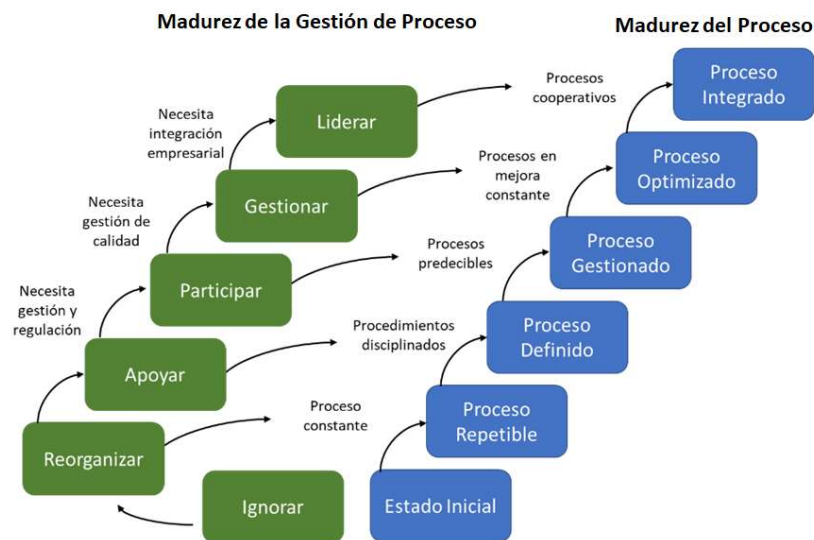 Madurez de la Gestión de Proceso
Madurez del Proceso
Necesita
integración
empresarial
Liderar
Procesos
cooperativos
Proceso
Integrado
Necesita
gestión de
calidad
Gestionar
Procesos en
mejora
constante
Proceso
Optimizado
Necesita
gestión y
regulación
Participar
Procesos
predecibles
Proceso
Gestionado
Apoyar
Procedimientos
disciplinados
Proceso
Definido
Reorganizar
Proceso
constante
Proceso
Repetible
Ignorar
Estado Inicial